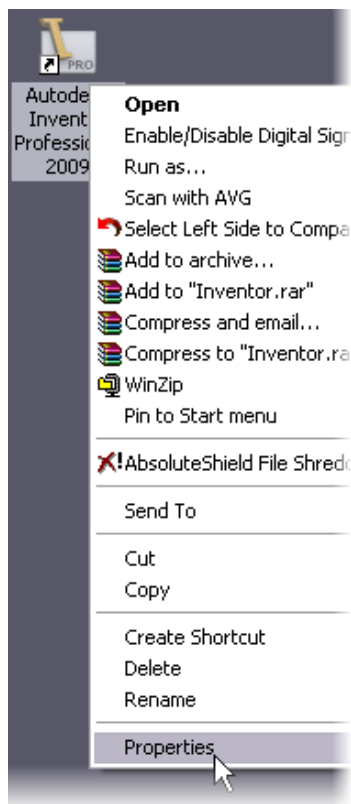 PRO
Autode
Invent
Professio
2009
Open
Enable/Disable Digital Sigr
Run as...
Scan with AVG
Select Left Side to Compa
Add to archive...
Add to "Inventor.rar"
Compress and email...
Compress to "Inventor.ra
WinZip
Pin to Start menu
AbsoluteShield File Shredd
Send To
Cut
Copy
Create Shortcut
Delete
Rename
Properties